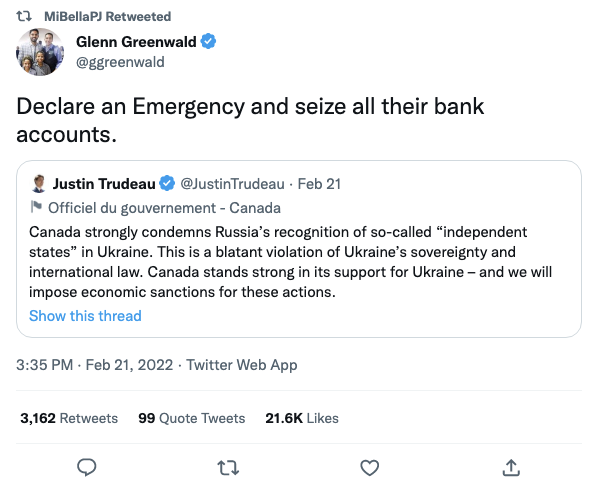 MiBellaPJ Retweeted
Glenn Greenwald
@ggreenwald
Declare an Emergency and seize all their bank
accounts.
Justin Trudeau @JustinTrudeau · Feb 21
Officiel du gouvernement - Canada
Canada strongly condemns Russia’s recognition of so-called “independent
states” in Ukraine. This is a blatant violation of Ukraine’s sovereignty and
international law. Canada stands strong in its support for Ukraine – and we will
impose economic sanctions for these actions.
Show this thread
3:35 PM · Feb 21, 2022 · Twitter Web App
3,162 Retweets 99 Quote Tweets 21.6K Likes